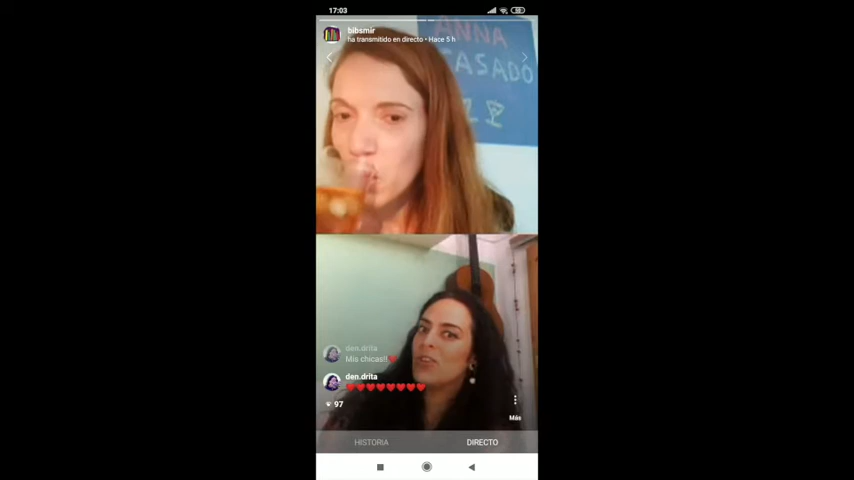 17:03
bibsmir
ha transmitido en directo • Hace 5 h
ANNA
CASADO
den.drita
Mis chicas!!❤️
den.drita
❤️❤️❤️❤️❤️❤️❤️❤️
97
Más
HISTORIA
DIRECTO